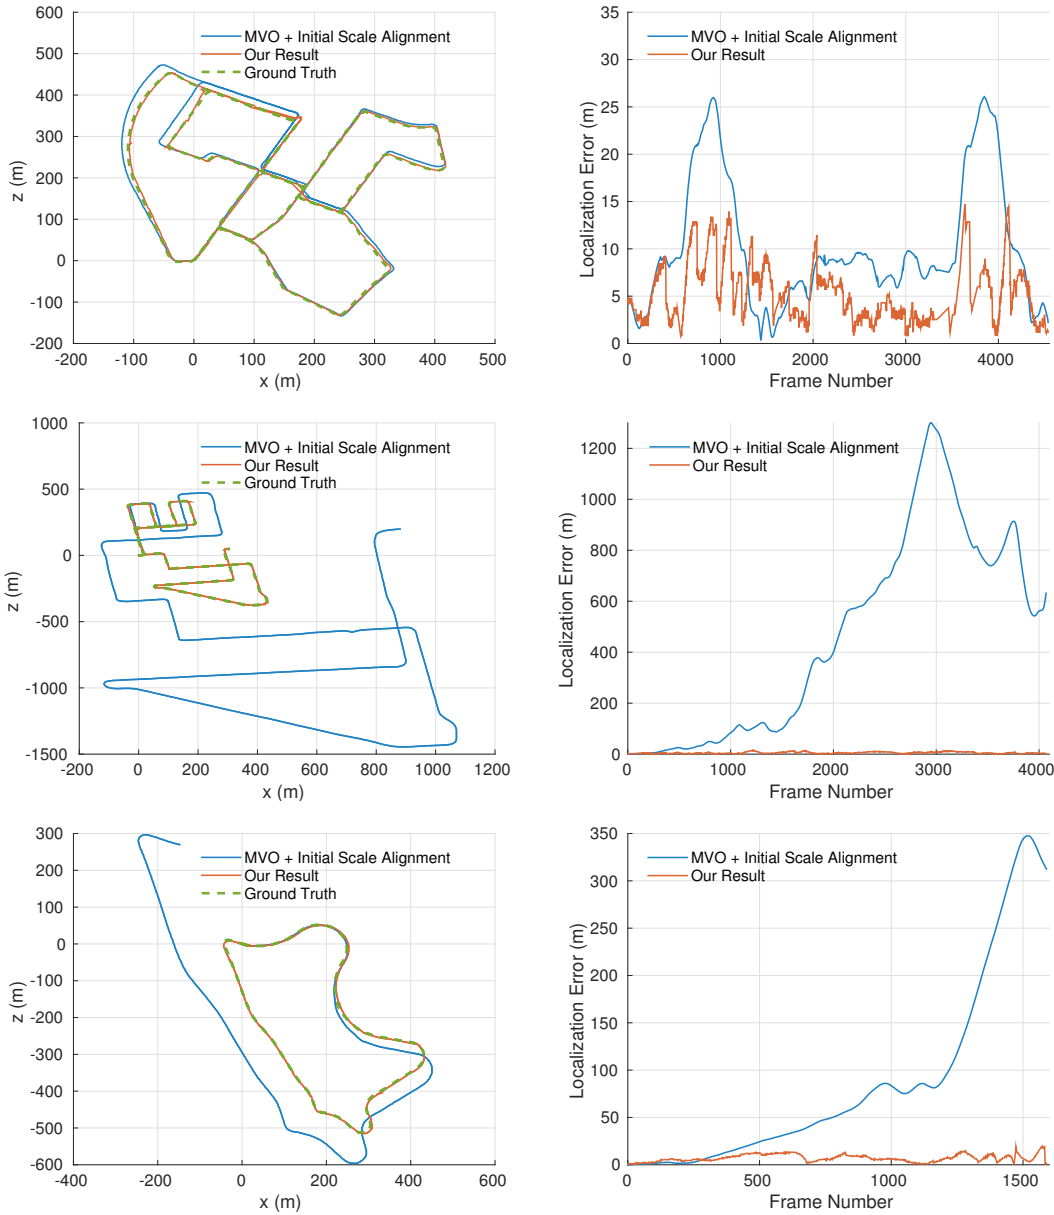 600
500
400
300
200
100
0
-100
-200
z (m)
-200 -100 0 100 200 300 400 500
x (m)
MVO + Initial Scale Alignment
Our Result
Ground Truth
35
30
25
20
15
10
5
0
Localization Error (m)
0 1000 2000 3000 4000
Frame Number
MVO + Initial Scale Alignment
Our Result
1000
500
0
-500
-1000
-1500
z (m)
-200 0 200 400 600 800 1000 1200
x (m)
MVO + Initial Scale Alignment
Our Result
Ground Truth
1200
1000
800
600
400
200
0
Localization Error (m)
0 1000 2000 3000 4000
Frame Number
MVO + Initial Scale Alignment
Our Result
300
200
100
0
-100
-200
-300
-400
-500
-600
z (m)
-400 -200 0 200 400 600
x (m)
MVO + Initial Scale Alignment
Our Result
Ground Truth
350
300
250
200
150
100
50
0
Localization Error (m)
0 500 1000 1500
Frame Number
MVO + Initial Scale Alignment
Our Result